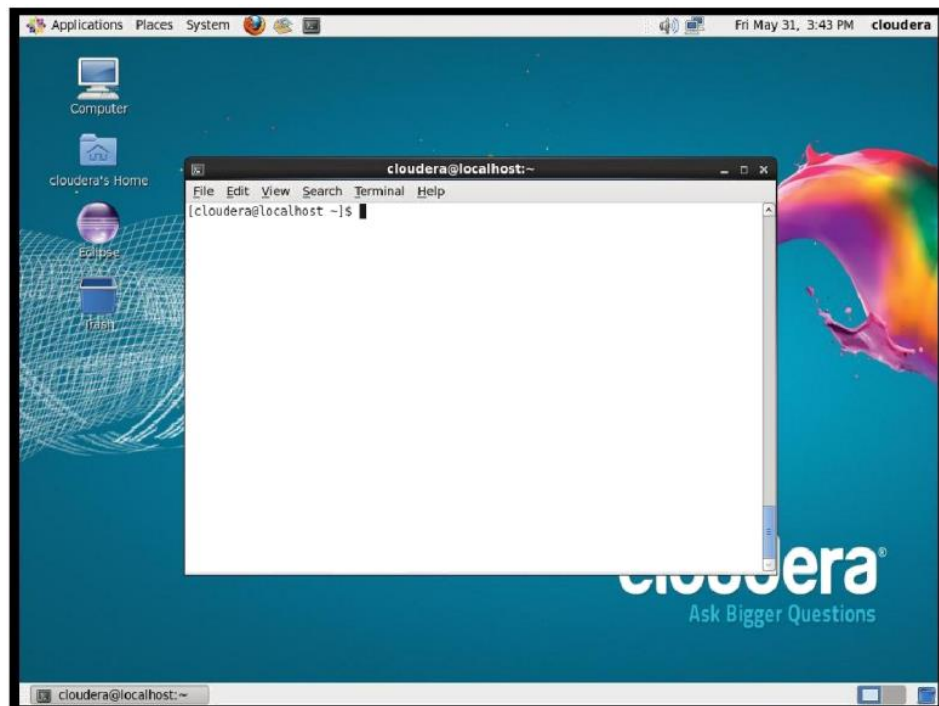 Applications Places System
Fri May 31, 3:43 PM cloudera
Computer
cloudera's Home
Eclipse
Trash
cloudera@localhost:~
File Edit View Search Terminal Help
[cloudera@localhost ~]$
cloudera®
Ask Bigger Questions
cloudera@localhost:~